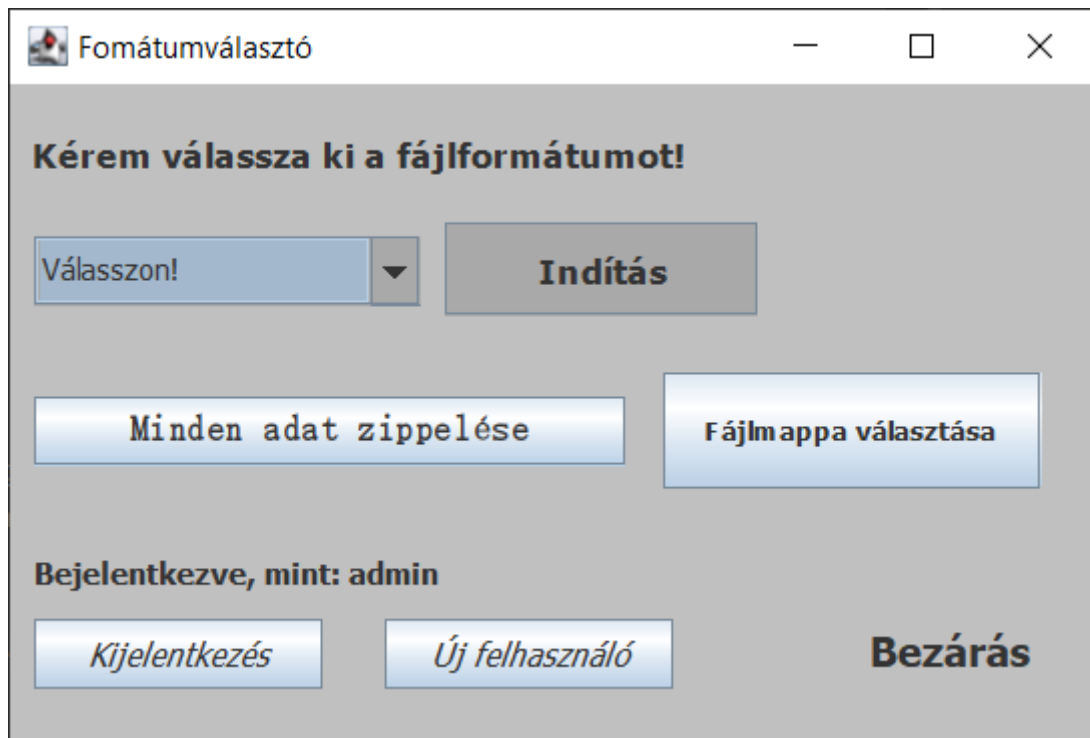 Fomátumválasztó
Kérem válassza ki a fájlformátumot!
Válasszon!
Indítás
Minden adat zippelése
Fájlmappa választása
Bejelentkezve, mint: admin
Kijelentkezés
Új felhasználó
Bezárás